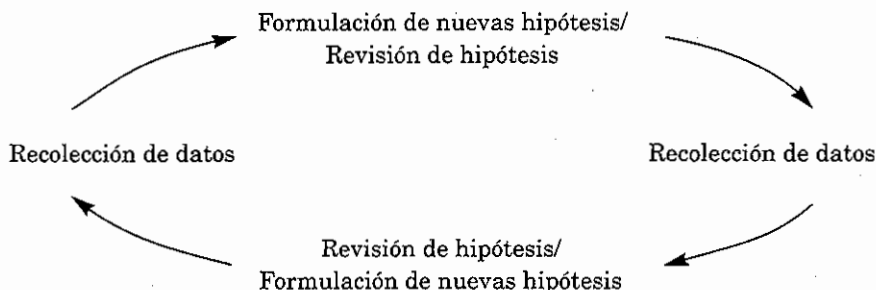 Formulación de nuevas hipótesis/
Revisión de hipótesis
Recolección de datos
Recolección de datos
Revisión de hipótesis/
Formulación de nuevas hipótesis